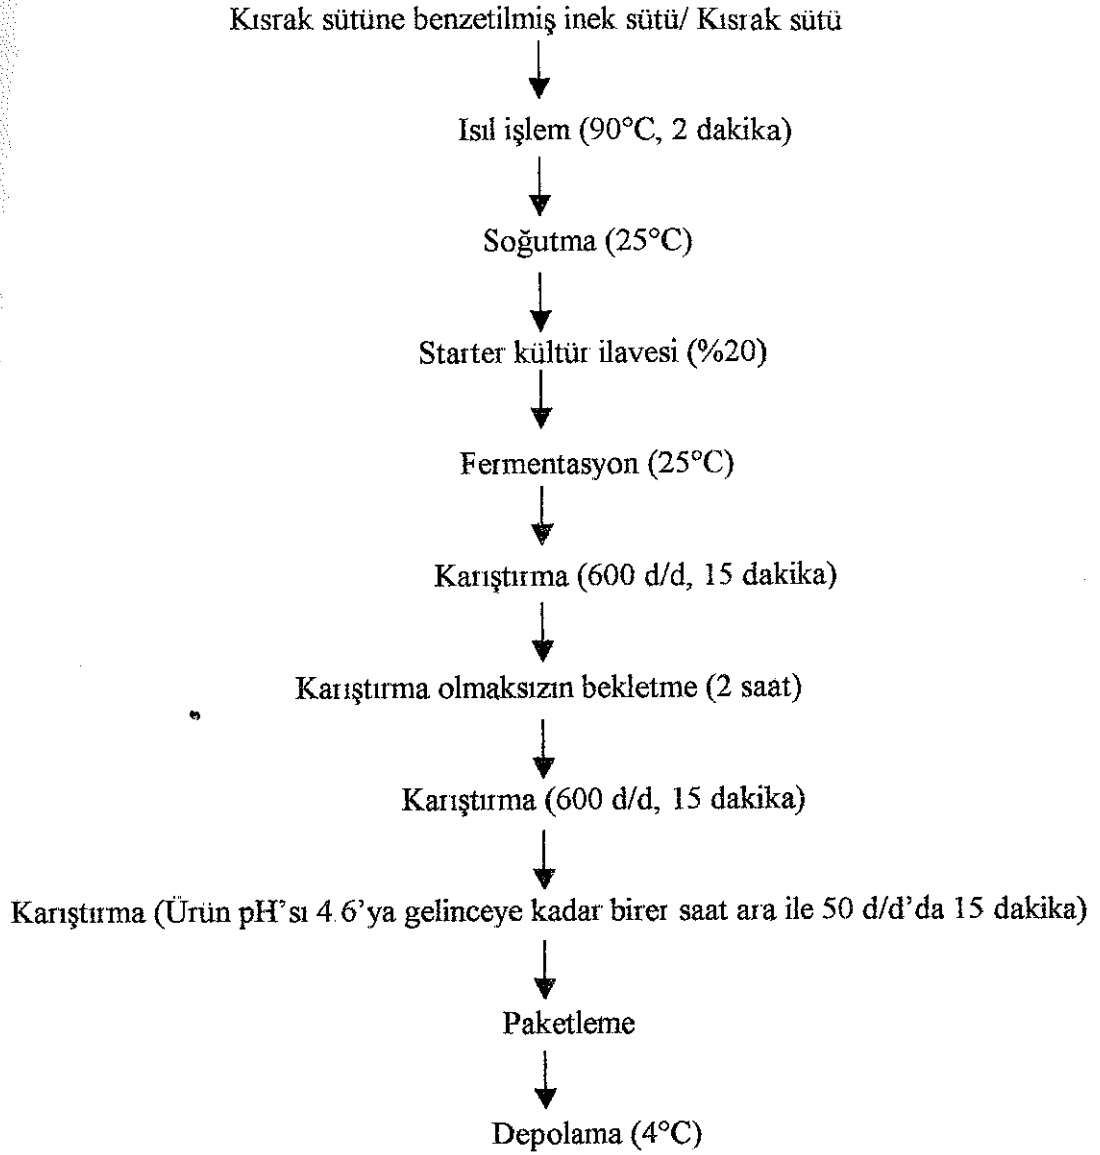 Kısrak sütüne benzetilmiş inek sütü/ Kısrak sütü
Isıl işlem (90°C, 2 dakika)
Soğutma (25°C)
Starter kültür ilavesi (%20)
Fermentasyon (25°C)
Karıştırma (600 d/d, 15 dakika)
Karıştırma olmaksızın bekletme (2 saat)
Karıştırma (600 d/d, 15 dakika)
Karıştırma (Ürün pH'sı 4.6'ya gelinceye kadar birer saat ara ile 50 d/d'da 15 dakika)
Paketleme
Depolama (4°C)